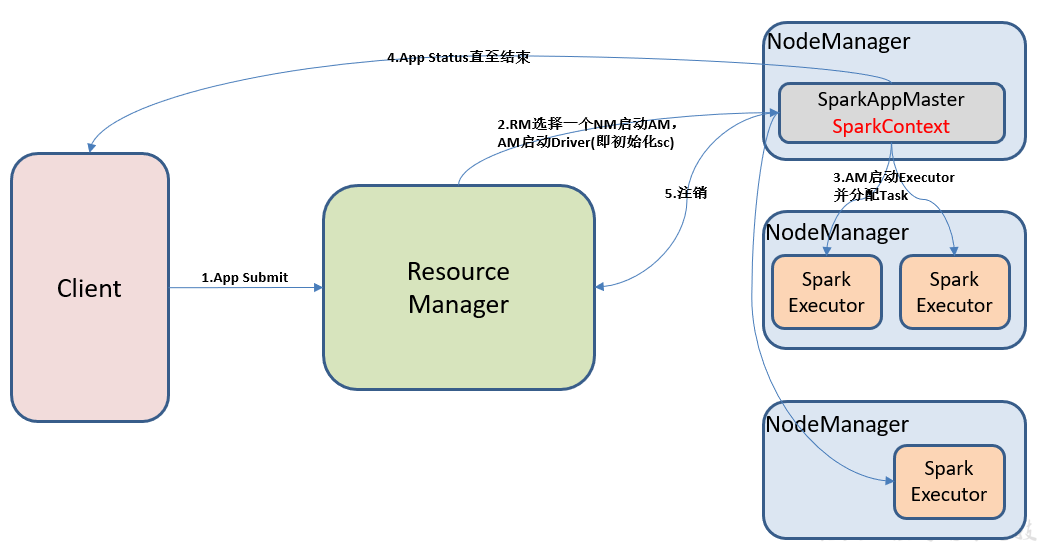 NodeManager
4.App Status直至结束
SparkAppMaster
SparkContext
2.RM选择一个NM启动AM，
AM启动Driver(即初始化sc)
3.AM启动Executor
并分配Task
5.注销
NodeManager
Client
1.App Submit
Resource
Manager
Spark
Executor
Spark
Executor
NodeManager
Spark
Executor